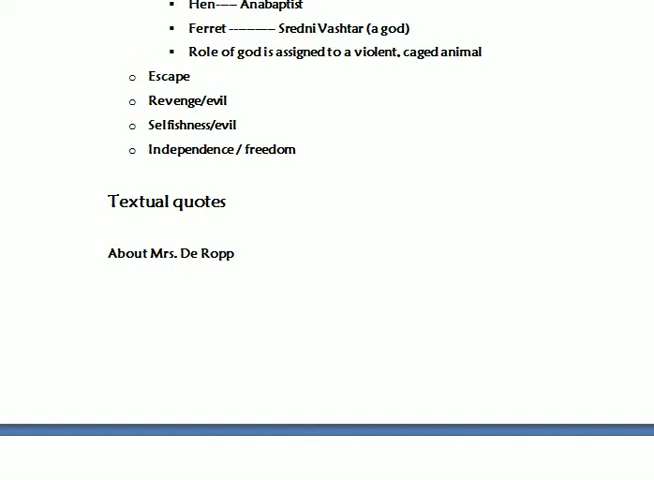 ▪ Hen---- Anabaptist
▪ Ferret --------- Sredni Vashtar (a god)
▪ Role of god is assigned to a violent, caged animal
o Escape
o Revenge/evil
o Selfishness/evil
o Independence / freedom
Textual quotes
About Mrs. De Ropp